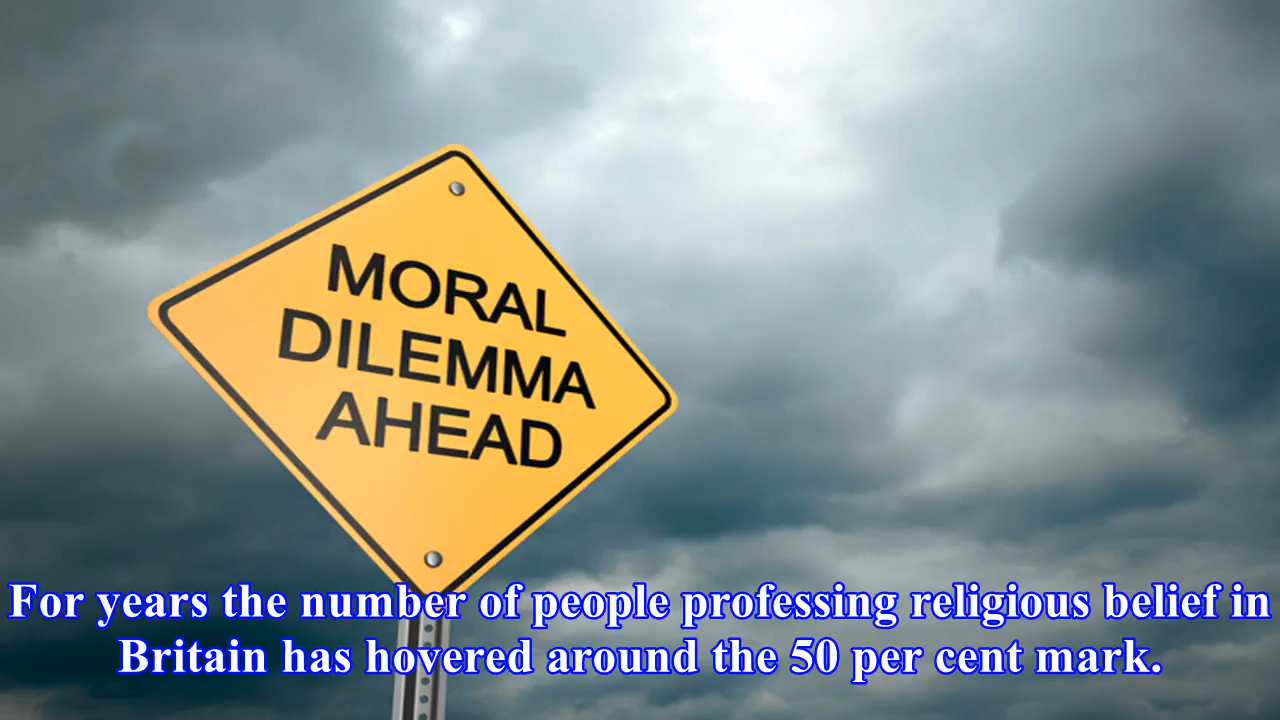 MORAL
DILEMMA
AHEAD
For years the number of people professing religious belief in
Britain has hovered around the 50 per cent mark.